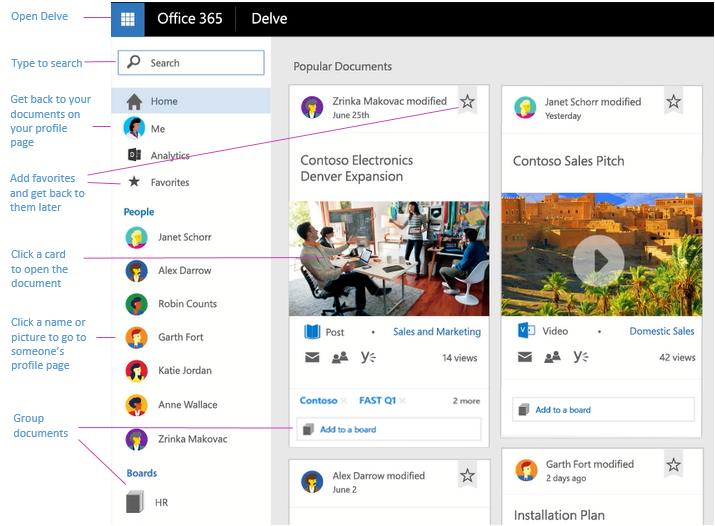 Open Delve
Office 365
Delve
Type to search
Search
Get back to your
documents on
your profile
page
Home
Me
Analytics
Favorites
Add favorites
and get back to
them later
People
Janet Schorr
Alex Darrow
Robin Counts
Garth Fort
Katie Jordan
Anne Wallace
Zrinka Makovac
Click a card
to open the
document
Click a name or
picture to go to
someone's
profile page
Group
documents
Boards
HR
Popular Documents
Zrinka Makovac modified
June 25th
Contoso Electronics
Denver Expansion
Post • Sales and Marketing
y 14 views
Contoso × FAST Q1 × 2 more
Add to a board
Janet Schorr modified
Yesterday
Contoso Sales Pitch
Video • Domestic Sales
y 42 views
Add to a board
Alex Darrow modified
June 2
Garth Fort modified
2 days ago
Installation Plan